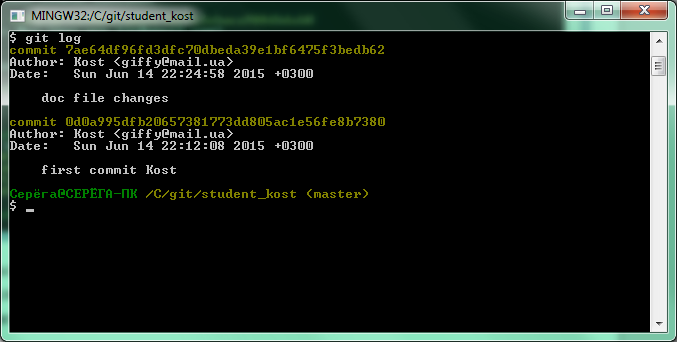 MINGW32:/C/git/student_kost
$ git log
commit 7ae64df96fd3dfc70dbeda39e1bf6475f3bedb62
Author: Kost <giffy@mail.ua>
Date:   Sun Jun 14 22:24:58 2015 +0300
doc file changes
commit 0d0a995dfb20657381773dd805ac1e56fe8b7380
Author: Kost <giffy@mail.ua>
Date:   Sun Jun 14 22:12:08 2015 +0300
first commit Kost
Серёга@СЕРЁГА-ПК /C/git/student_kost (master)
$